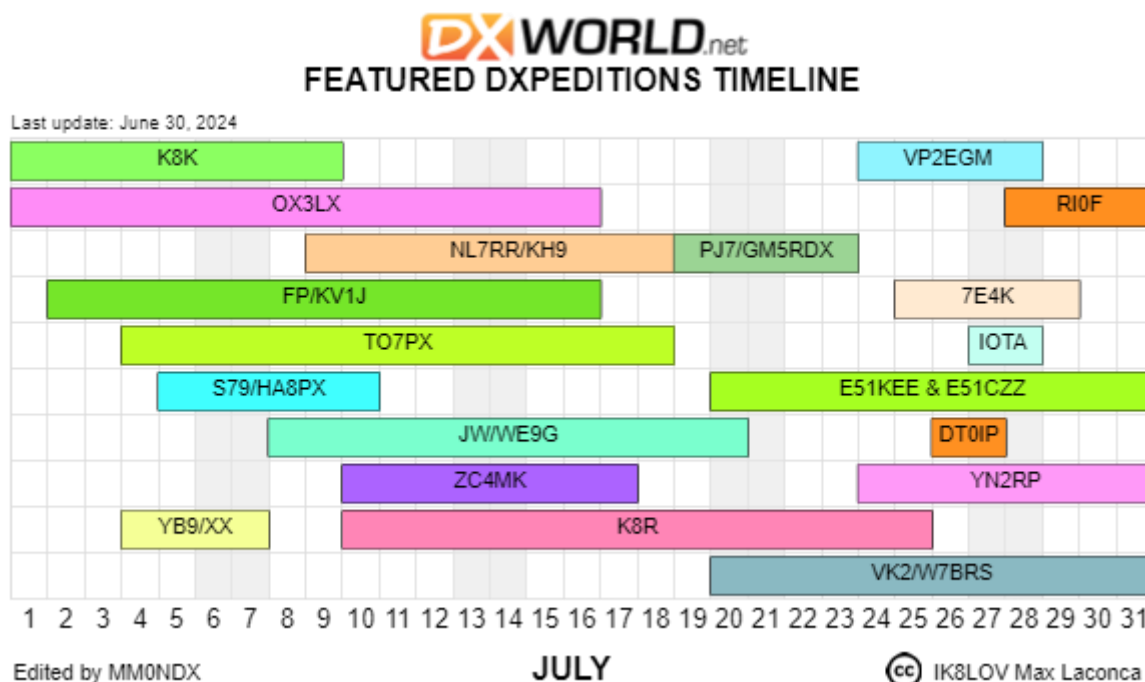 DX WORLD.net
FEATURED DXPEDITIONS TIMELINE
Last update: June 30, 2024
K8K VP2EGM
OX3LX RI0F
NL7RR/KH9 PJ7/GM5RDX
FP/KV1J 7E4K
TO7PX IOTA
S79/HA8PX E51KEE & E51CZZ
JW/WE9G DT0IP
ZC4MK YN2RP
YB9/XX K8R
VK2/W7BRS
1 2 3 4 5 6 7 8 9 10 11 12 13 14 15 16 17 18 19 20 21 22 23 24 25 26 27 28 29 30 31
Edited by MM0NDX JULY cc IK8LOV Max Laconca